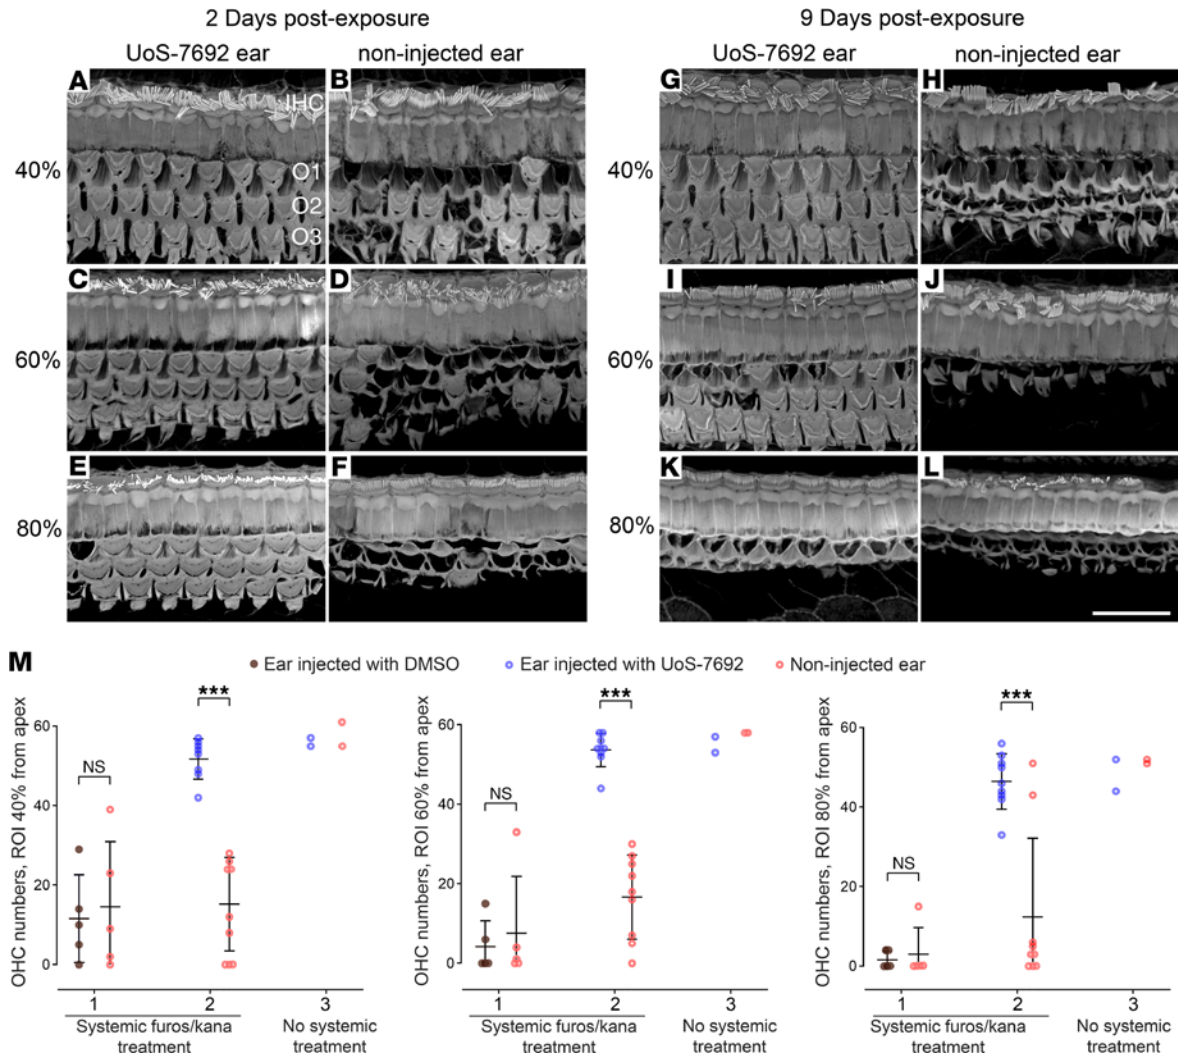 2 Days post-exposure
9 Days post-exposure
UoS-7692 ear
non-injected ear
UoS-7692 ear
non-injected ear
A
B
G
H
IHC
40%
O1
O2
O3
40%
C
D
I
J
60%
60%
E
F
K
L
80%
80%
M
Ear injected with DMSO
Ear injected with UoS-7692
Non-injected ear
OHC numbers, ROI 40% from apex
60
40
20
0
NS
***
1
2
3
Systemic furos/kana
treatment
No systemic
treatment
OHC numbers, ROI 60% from apex
60
40
20
0
NS
***
1
2
3
Systemic furos/kana
treatment
No systemic
treatment
OHC numbers, ROI 80% from apex
60
40
20
0
NS
***
1
2
3
Systemic furos/kana
treatment
No systemic
treatment